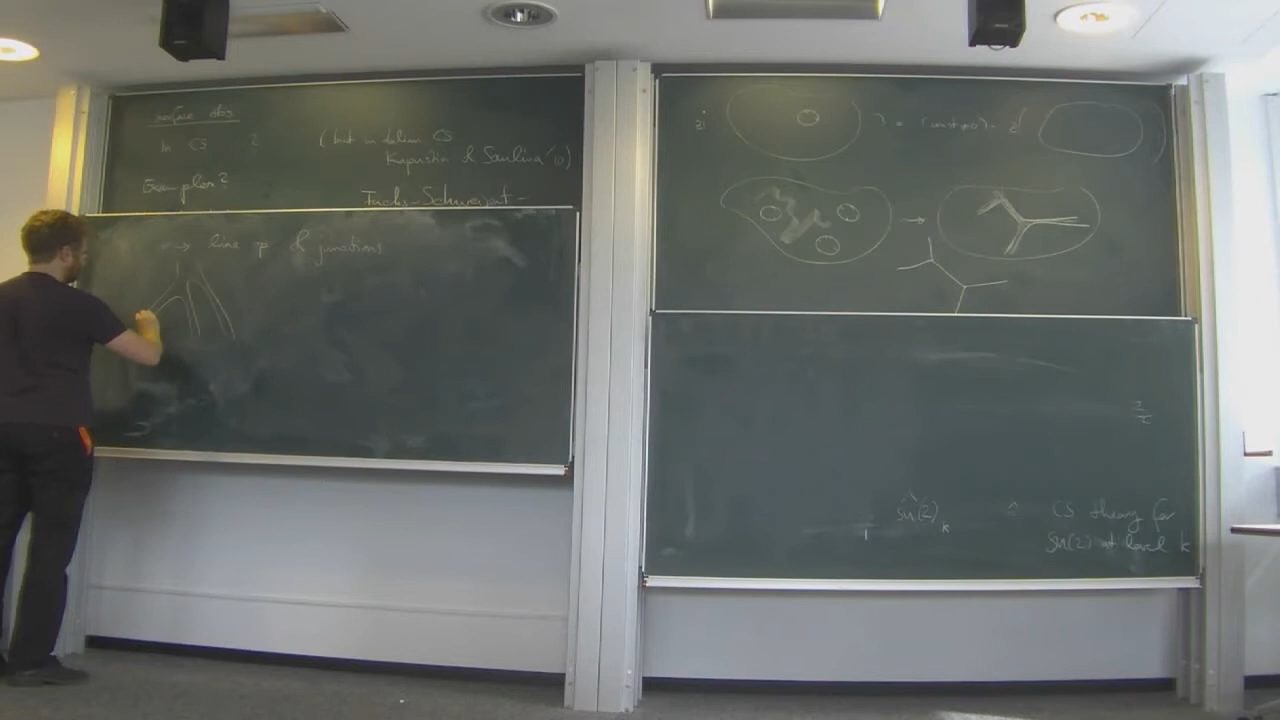 surface obs
in CS ? ( but in abelian CS
Kapustin & Saulina '10 )
Examples?
Fuchs - Schweigert -
→ line op & junctions
) = (const ≠ 0) ·
→
su(2)k
CS theory for
su(2) at level k